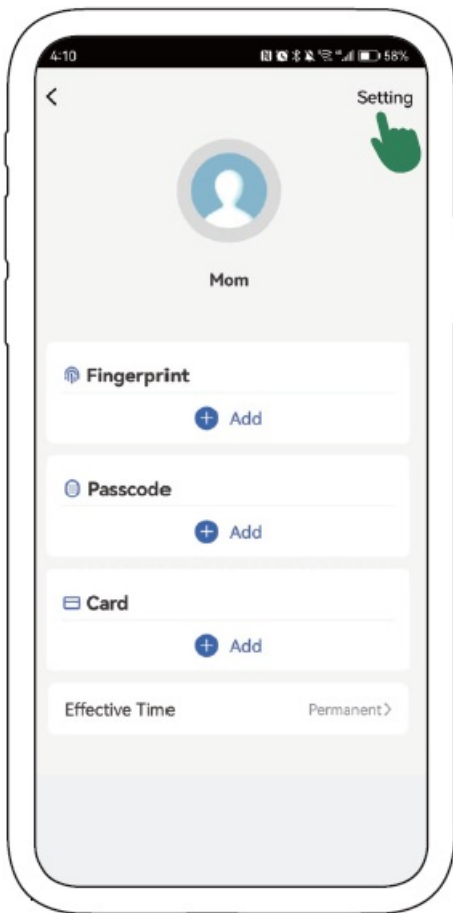 4:10 58%
Setting
Mom
Fingerprint
Add
Passcode
Add
Card
Add
Effective Time Permanent>